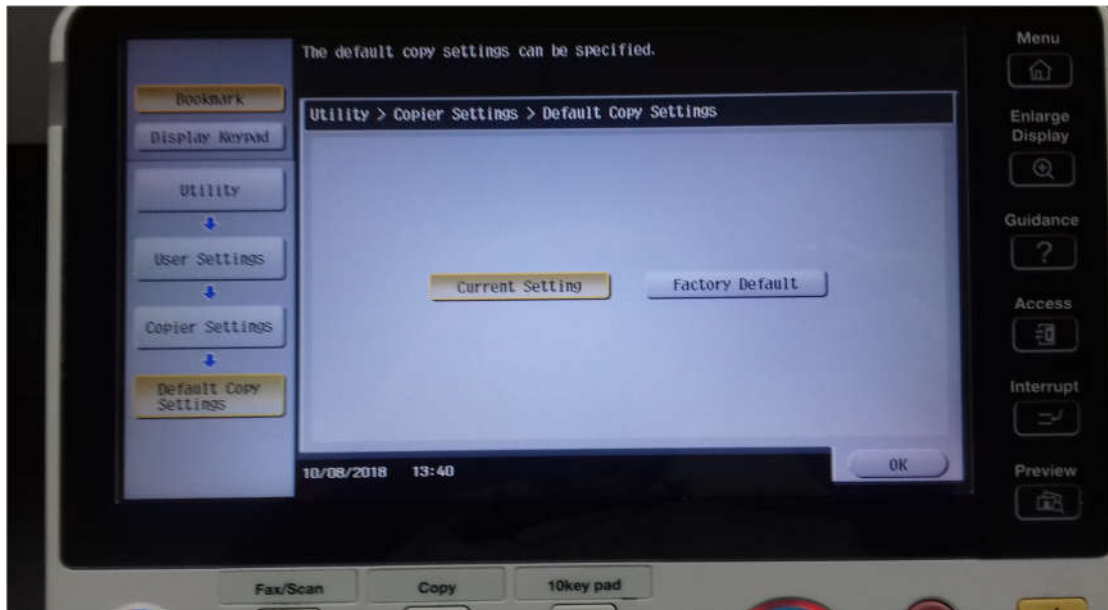 The default copy settings can be specified.
Bookmark
Display Keypad
Utility
User Settings
Copier Settings
Default Copy
Settings
Utility > Copier Settings > Default Copy Settings
Current Setting
Factory Default
10/08/2018 13:40
OK
Menu
Enlarge
Display
Guidance
?
Access
Interrupt
Preview
Fax/Scan
Copy
10key pad